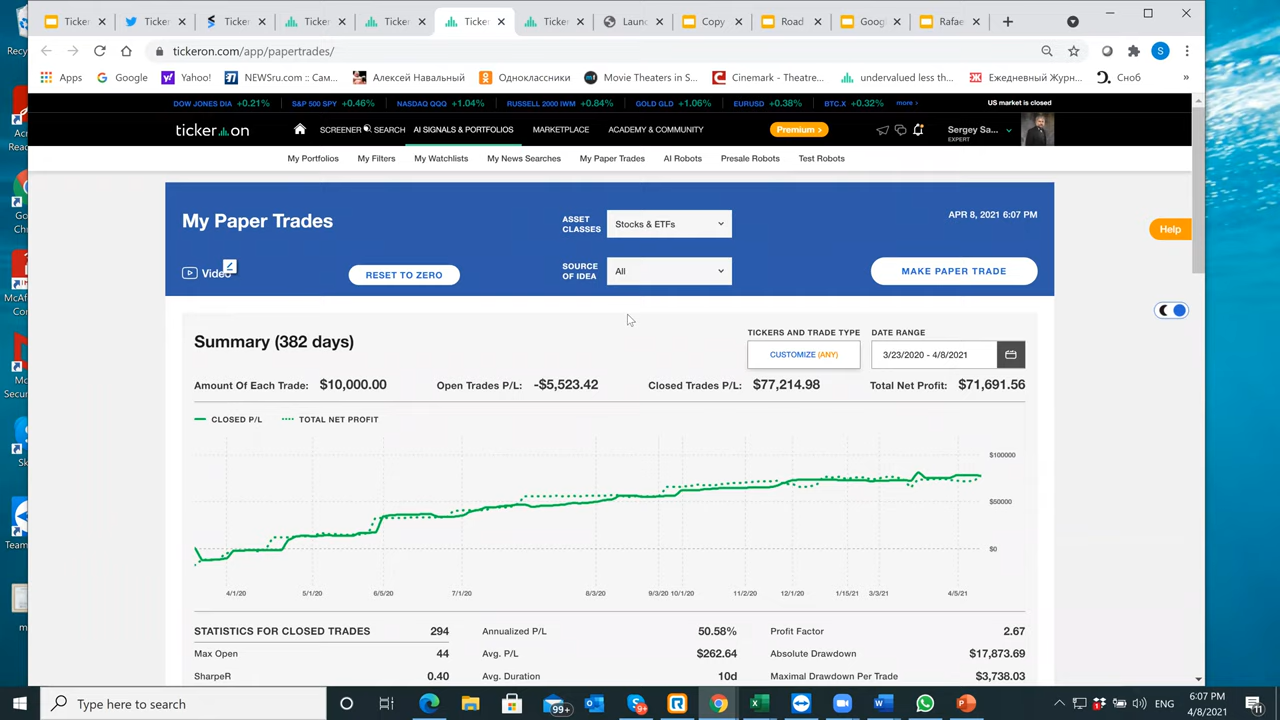 Ticker
Ticker
Ticker
Ticker
Ticker
Ticker
Ticker
Laun
Copy
Road
Goog
Rafae
tickeron.com/app/papertrades/
S
Apps
Google
Yahoo!
NEWSru.com :: Сам...
Алексей Навальный
Одноклассники
Movie Theaters in S...
Cinemark - Theatre...
undervalued less th...
Ежедневный Журн...
Сноб
»
DOW JONES DIA +0.21%
S&P 500 SPY +0.46%
NASDAQ QQQ +1.04%
RUSSELL 2000 IWM +0.84%
GOLD GLD +1.06%
EURUSD +0.38%
BTC.X +0.32%
more ›
US market is closed
ticker.on
SCREENER
SEARCH
AI SIGNALS & PORTFOLIOS
MARKETPLACE
ACADEMY & COMMUNITY
Premium ›
Sergey Sa...
EXPERT
My Portfolios
My Filters
My Watchlists
My News Searches
My Paper Trades
AI Robots
Presale Robots
Test Robots
My Paper Trades
ASSET CLASSES
Stocks & ETFs
APR 8, 2021 6:07 PM
Help
Video
RESET TO ZERO
SOURCE OF IDEA
All
MAKE PAPER TRADE
Summary (382 days)
TICKERS AND TRADE TYPE
CUSTOMIZE (ANY)
DATE RANGE
3/23/2020 - 4/8/2021
Amount Of Each Trade: $10,000.00
Open Trades P/L: -$5,523.42
Closed Trades P/L: $77,214.98
Total Net Profit: $71,691.56
CLOSED P/L
TOTAL NET PROFIT
$100000
$50000
$0
4/1/20
5/1/20
6/5/20
7/1/20
8/3/20
9/3/20
10/1/20
11/2/20
12/1/20
1/15/21
3/3/21
4/5/21
STATISTICS FOR CLOSED TRADES 294
Annualized P/L 50.58%
Profit Factor 2.67
Max Open 44
Avg. P/L $262.64
Absolute Drawdown $17,873.69
SharpeR 0.40
Avg. Duration 10d
Maximal Drawdown Per Trade $3,738.03
Type here to search
99+
ENG
6:07 PM
4/8/2021